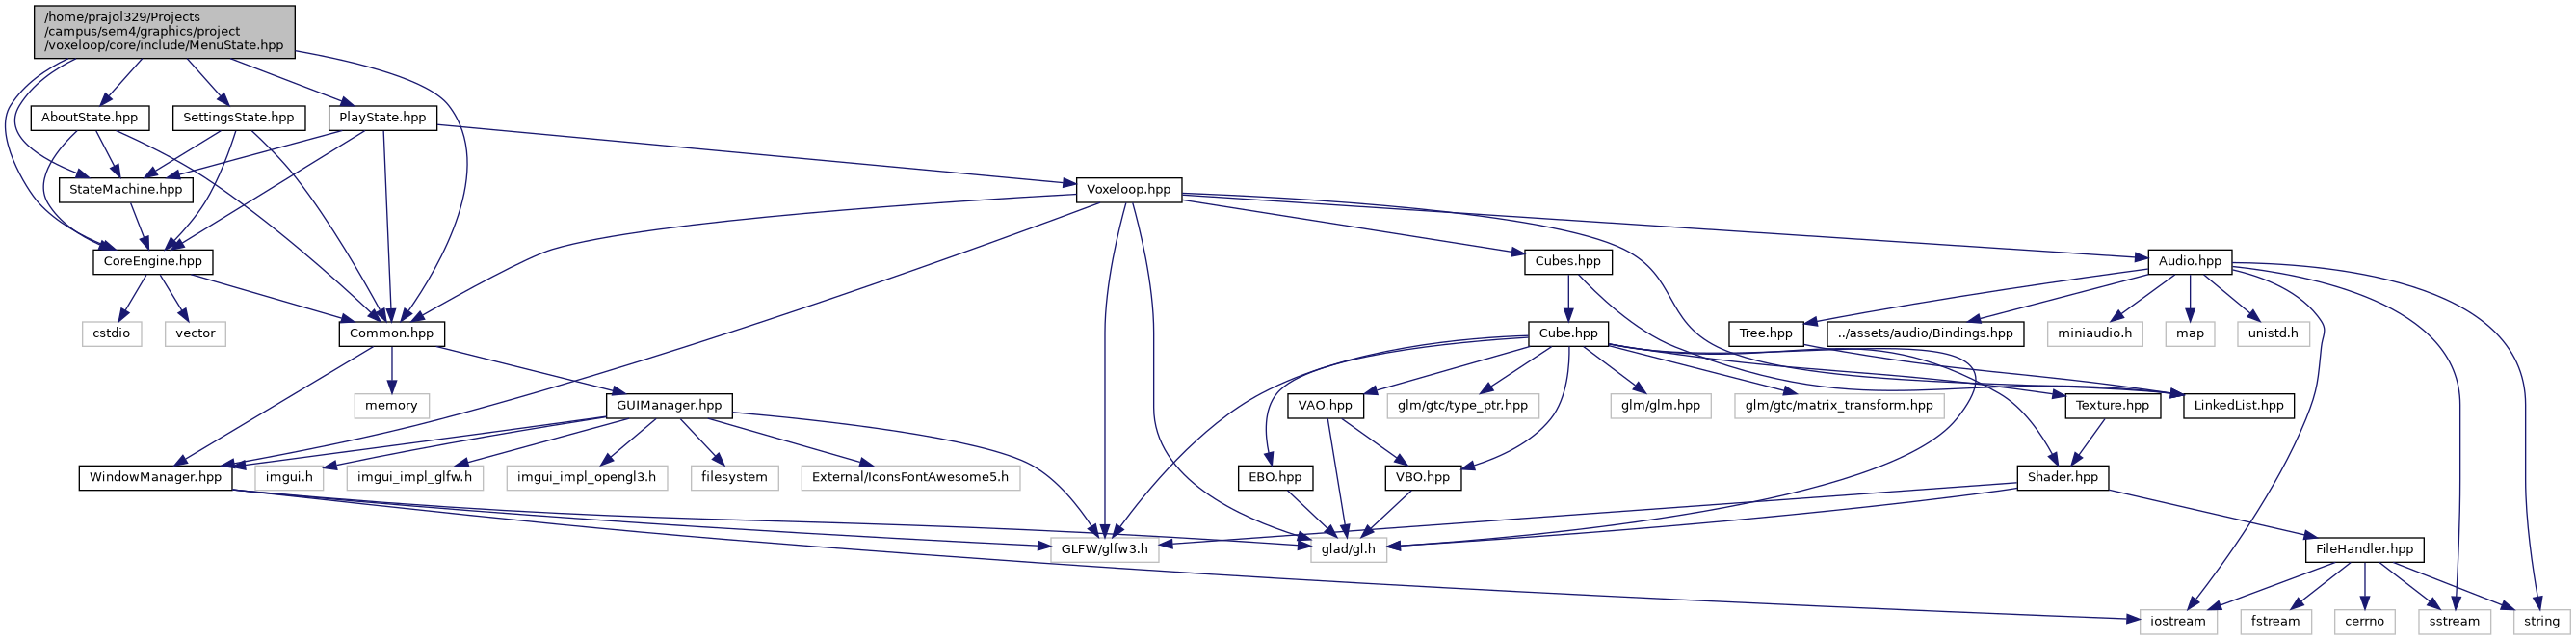 /home/prajol329/Projects
/campus/sem4/graphics/project
/voxeloop/core/include/MenuState.hpp
AboutState.hpp
SettingsState.hpp
PlayState.hpp
StateMachine.hpp
Voxeloop.hpp
CoreEngine.hpp
Cubes.hpp
Audio.hpp
cstdio
vector
Common.hpp
Cube.hpp
Tree.hpp
../assets/audio/Bindings.hpp
miniaudio.h
map
unistd.h
memory
GUIManager.hpp
VAO.hpp
glm/gtc/type_ptr.hpp
glm/glm.hpp
glm/gtc/matrix_transform.hpp
Texture.hpp
LinkedList.hpp
WindowManager.hpp
imgui.h
imgui_impl_glfw.h
imgui_impl_opengl3.h
filesystem
External/IconsFontAwesome5.h
EBO.hpp
VBO.hpp
Shader.hpp
GLFW/glfw3.h
glad/gl.h
FileHandler.hpp
iostream
fstream
cerrno
sstream
string